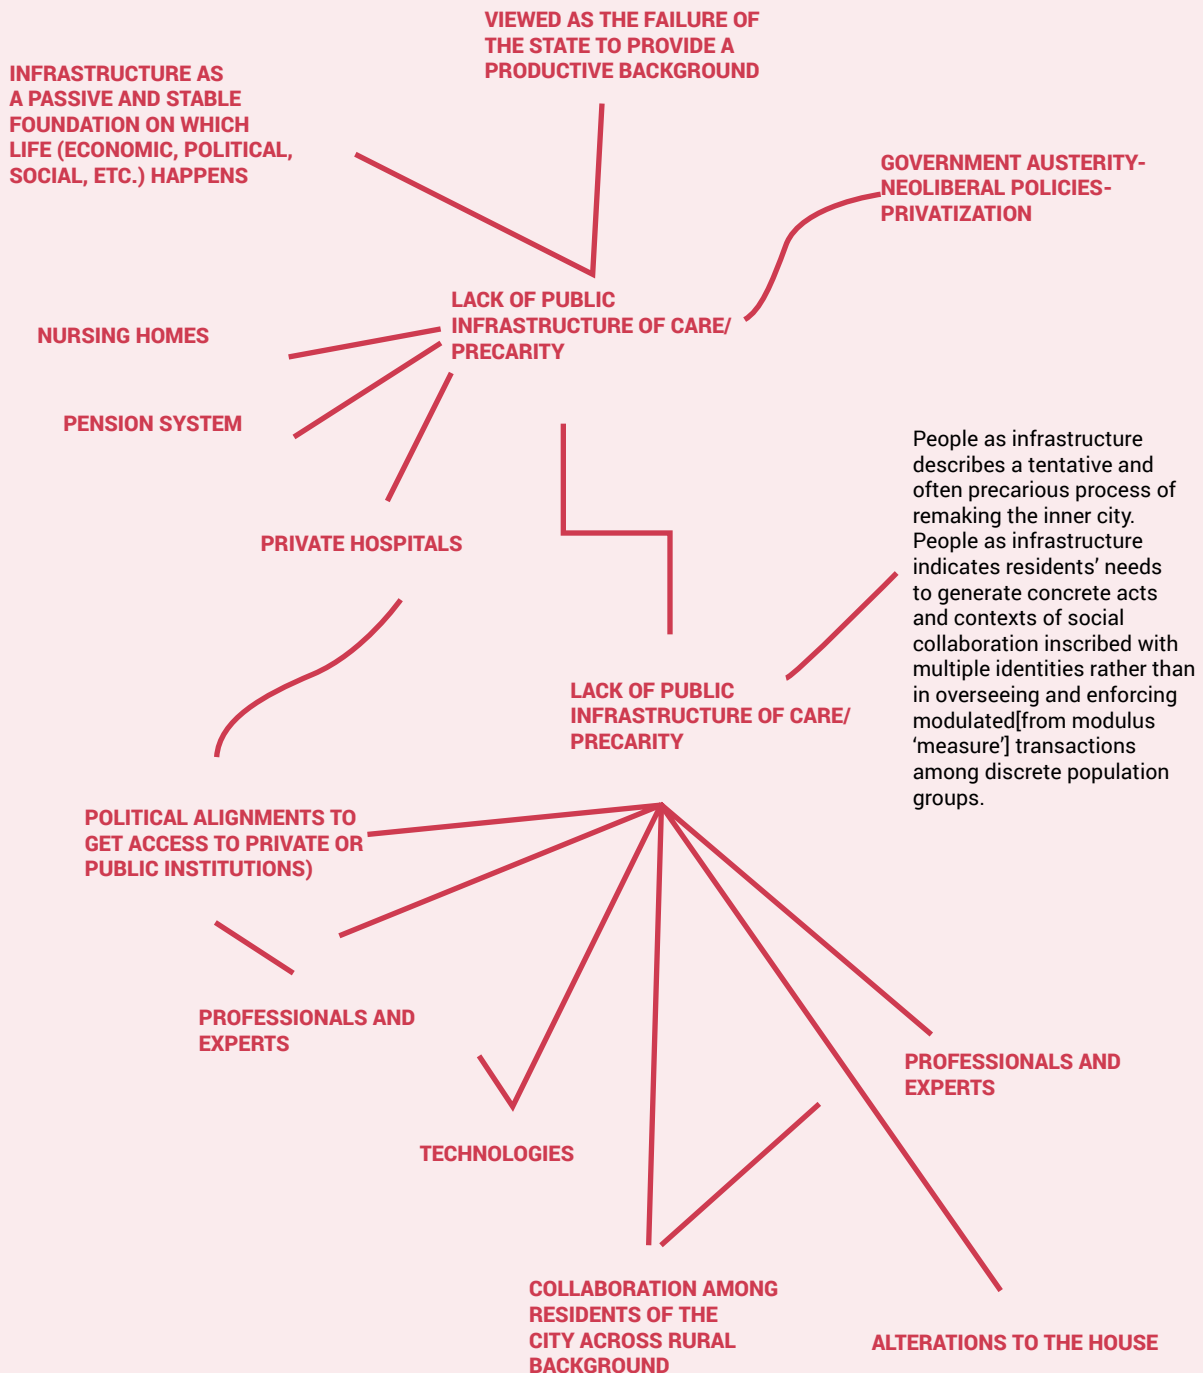 VIEWED AS THE FAILURE OF
THE STATE TO PROVIDE A
PRODUCTIVE BACKGROUND
INFRASTRUCTURE AS
A PASSIVE AND STABLE
FOUNDATION ON WHICH
LIFE (ECONOMIC, POLITICAL,
SOCIAL, ETC.) HAPPENS
GOVERNMENT AUSTERITY-
NEOLIBERAL POLICIES-
PRIVATIZATION
LACK OF PUBLIC
INFRASTRUCTURE OF CARE/
PRECARITY
NURSING HOMES
PENSION SYSTEM
PRIVATE HOSPITALS
People as infrastructure
describes a tentative and
often precarious process of
remaking the inner city.
People as infrastructure
indicates residents’ needs
to generate concrete acts
and contexts of social
collaboration inscribed with
multiple identities rather than
in overseeing and enforcing
modulated[from modulus
‘measure’] transactions
among discrete population
groups.
LACK OF PUBLIC
INFRASTRUCTURE OF CARE/
PRECARITY
POLITICAL ALIGNMENTS TO
GET ACCESS TO PRIVATE OR
PUBLIC INSTITUTIONS)
PROFESSIONALS AND
EXPERTS
PROFESSIONALS AND
EXPERTS
TECHNOLOGIES
COLLABORATION AMONG
RESIDENTS OF THE
CITY ACROSS RURAL
BACKGROUND
ALTERATIONS TO THE HOUSE